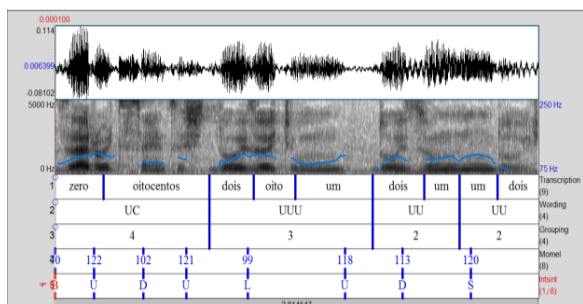 0.000100
0.114
0.006399
-0.08102
5000 Hz
250 Hz
0 Hz
75 Hz
1 zero oitocentos dois oito um dois um um dois Transcription (9)
2 UC UUU UU UU Wording (4)
3 4 3 2 2 Grouping (4)
122 102 121 99 118 113 120 Momel (8)
U D U L U D S Intsint (1/8)